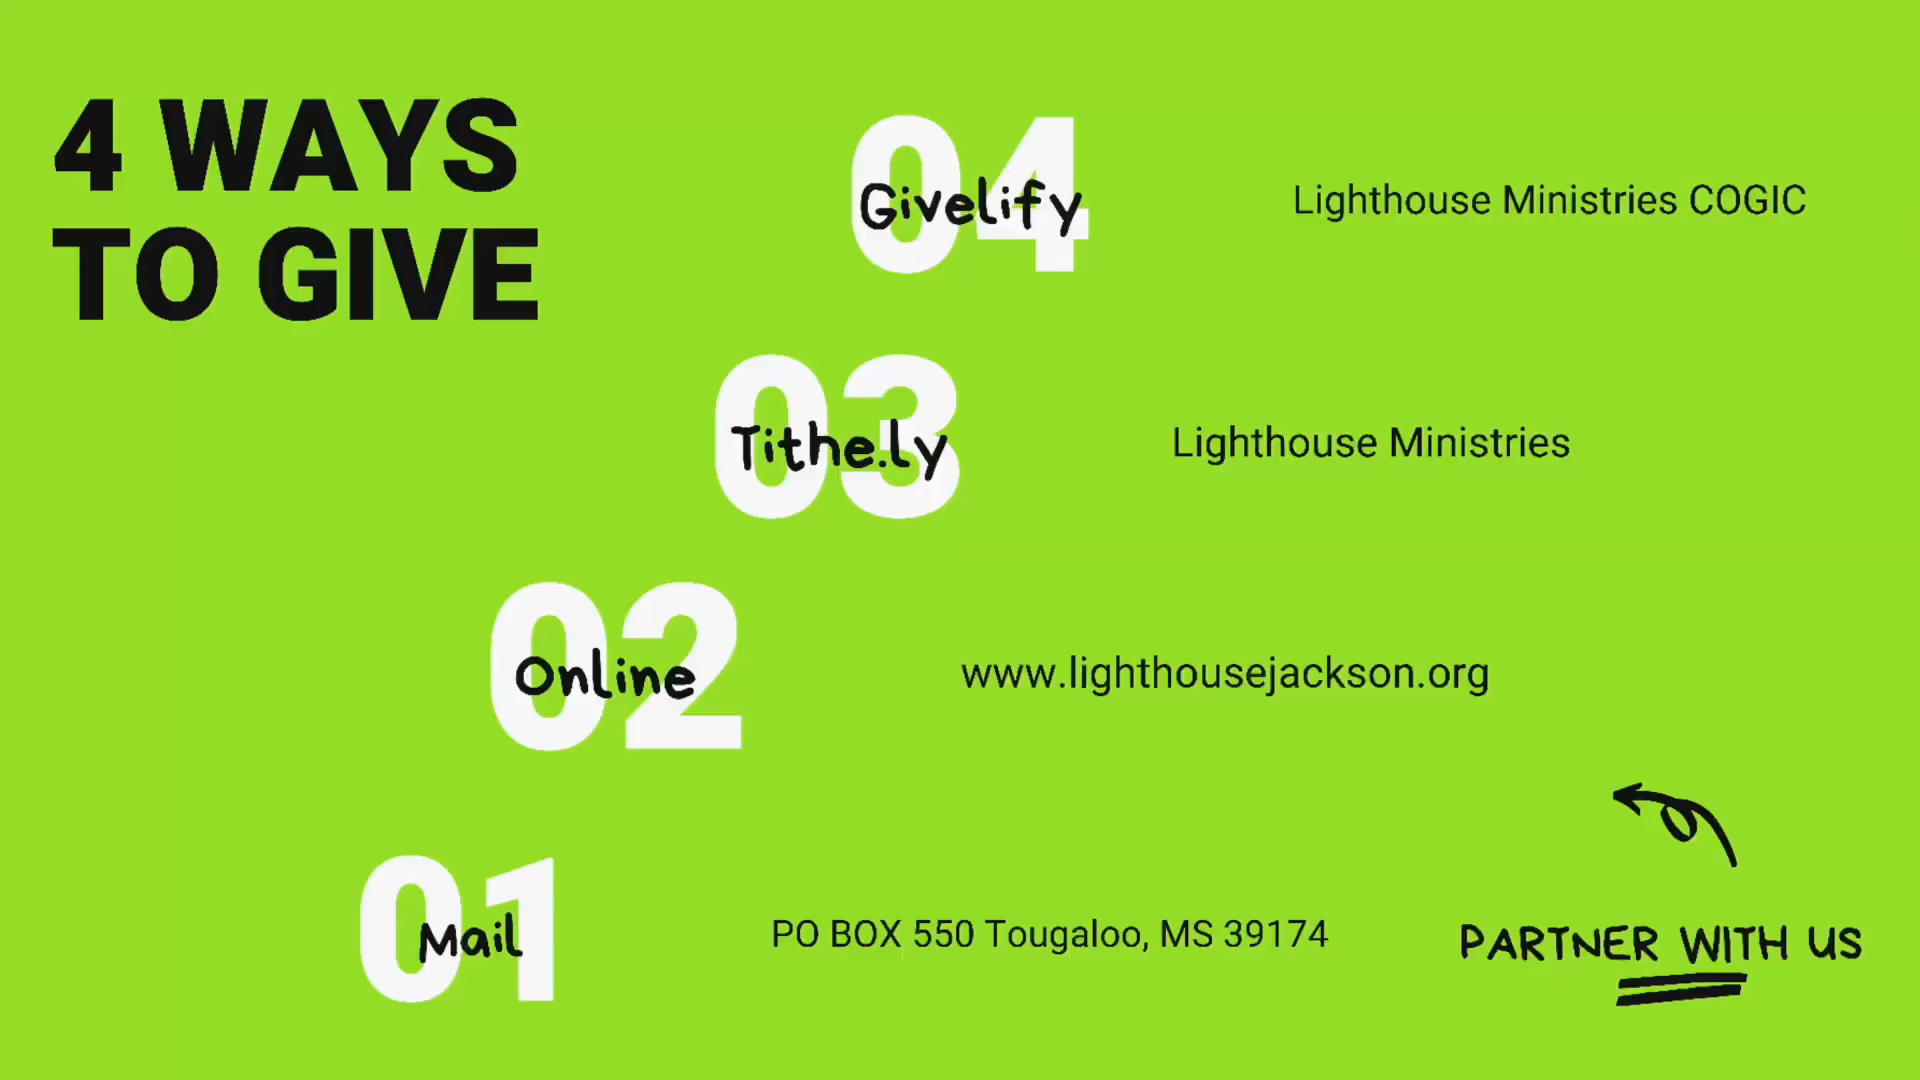 4 WAYS
TO GIVE
04
Givelify
Lighthouse Ministries COGIC
03
Tithe.ly
Lighthouse Ministries
02
Online
www.lighthousejackson.org
01
Mail
PO BOX 550 Tougaloo, MS 39174
PARTNER WITH US